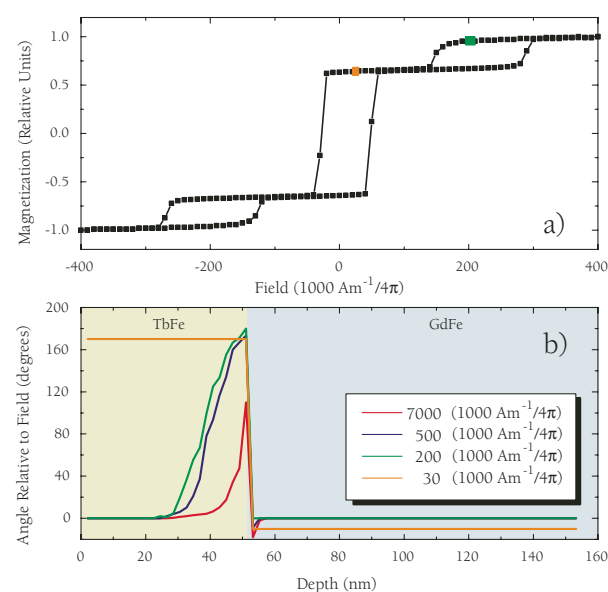 1.0
0.5
0.0
-0.5
-1.0
Magnetization (Relative Units)
a)
-400 -200 0 200 400
Field (1000 Am⁻¹/4π)
200
160
120
80
40
0
Angle Relative to Field (degrees)
TbFe GdFe
b)
7000 (1000 Am⁻¹/4π)
500 (1000 Am⁻¹/4π)
200 (1000 Am⁻¹/4π)
30 (1000 Am⁻¹/4π)
0 20 40 60 80 100 120 140 160
Depth (nm)